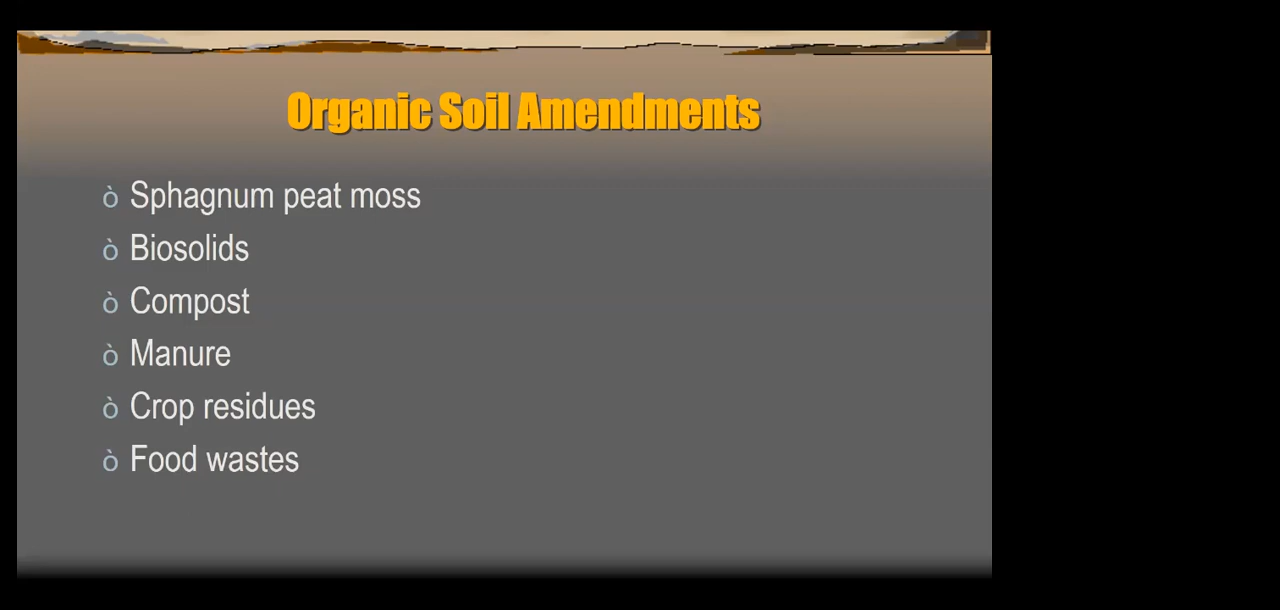 Organic Soil Amendments
ò Sphagnum peat moss
ò Biosolids
ò Compost
ò Manure
ò Crop residues
ò Food wastes